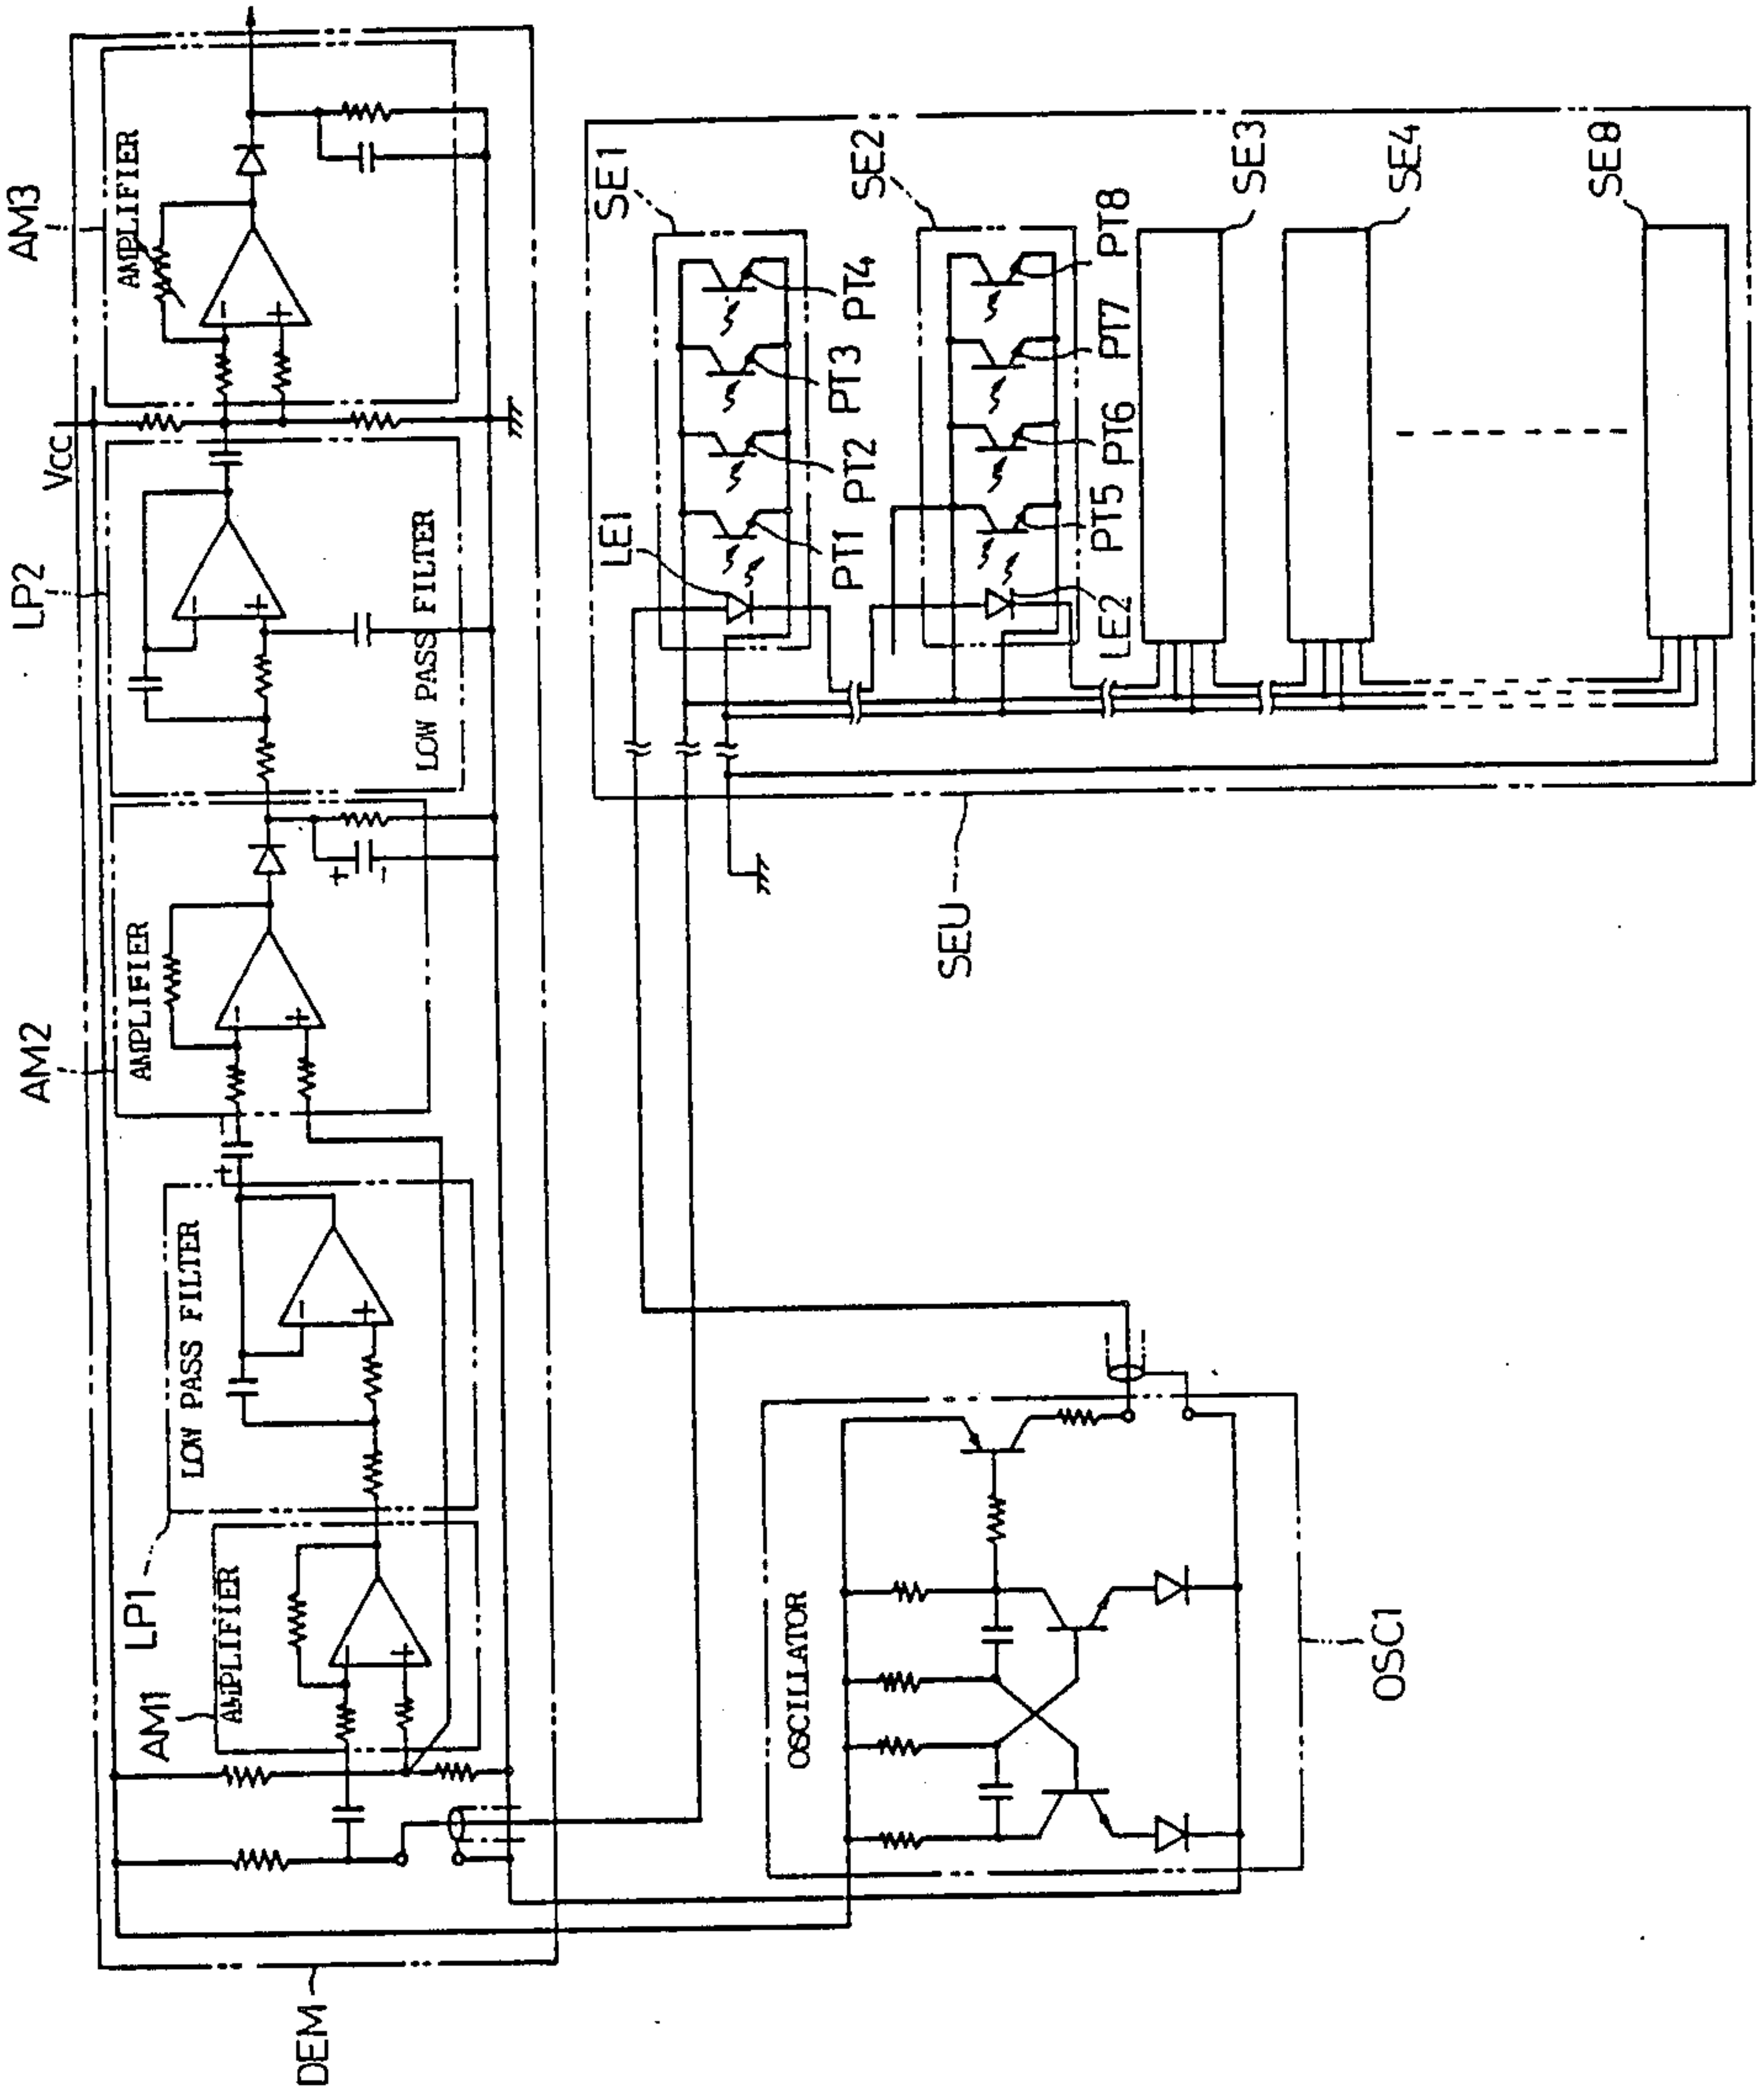 AM3
AMPLIFIER
VCC
LP2
LOW PASS FILTER
AM2
AMPLIFIER
LOW PASS FILTER
LP1
AMPLIFIER
AM1
DEM
SE1
LE1
PT1
PT2
PT3
PT4
SE2
LE2
PT5
PT6
PT7
PT8
SE3
SE4
SE8
SEU
OSCILLATOR
OSC1